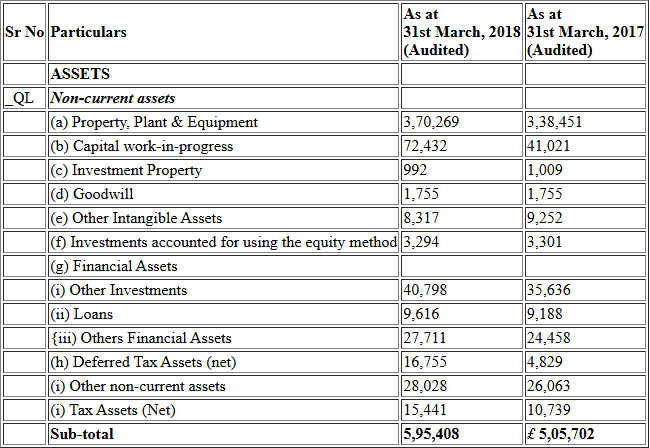 Sr No Particulars As at 31st March, 2018 (Audited) As at 31st March, 2017 (Audited)
ASSETS
_QL Non-current assets
(a) Property, Plant & Equipment 3,70,269 3,38,451
(b) Capital work-in-progress 72,432 41,021
(c) Investment Property 992 1,009
(d) Goodwill 1,755 1,755
(e) Other Intangible Assets 8,317 9,252
(f) Investments accounted for using the equity method 3,294 3,301
(g) Financial Assets
(i) Other Investments 40,798 35,636
(ii) Loans 9,616 9,188
{iii) Others Financial Assets 27,711 24,458
(h) Deferred Tax Assets (net) 16,755 4,829
(i) Other non-current assets 28,028 26,063
(i) Tax Assets (Net) 15,441 10,739
Sub-total 5,95,408 £ 5,05,702